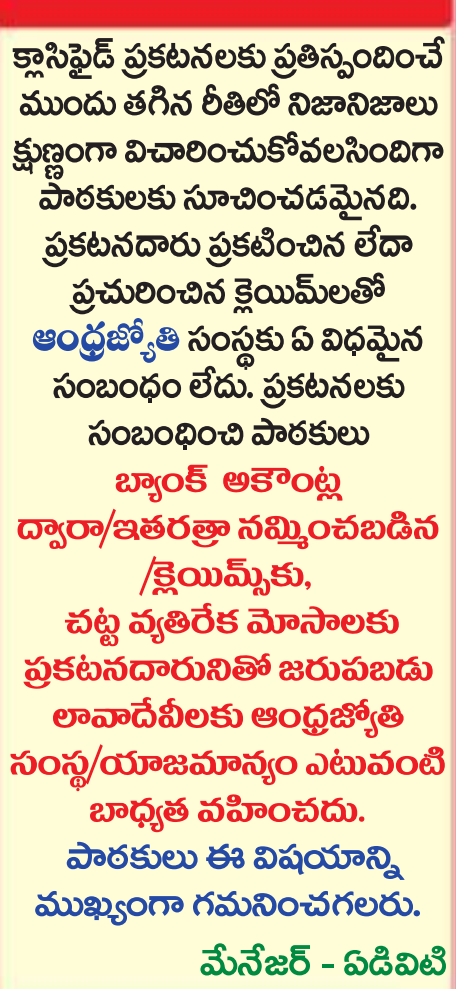 క్లాసిఫైడ్ ప్రకటనలకు ప్రతిస్పందించే
ముందు తగిన రీతిలో నిజానిజాలు
క్షుణ్ణంగా విచారించుకోవలసిందిగా
పాఠకులకు సూచించడమైనది.
ప్రకటనదారు ప్రకటించిన లేదా
ప్రచురించిన క్లెయిమ్‌లతో
ఆంధ్రజ్యోతి సంస్థకు ఏ విధమైన
సంబంధం లేదు. ప్రకటనలకు
సంబంధించి పాఠకులు
బ్యాంక్ అకౌంట్ల
ద్వారా/ఇతరత్రా నమ్మించబడిన
/క్లెయిమ్స్‌కు,
చట్ట వ్యతిరేక మోసాలకు
ప్రకటనదారునితో జరుపబడు
లావాదేవీలకు ఆంధ్రజ్యోతి
సంస్థ/యాజమాన్యం ఎటువంటి
బాధ్యత వహించదు.
పాఠకులు ఈ విషయాన్ని
ముఖ్యంగా గమనించగలరు.
మేనేజర్ - ఏడివిటి